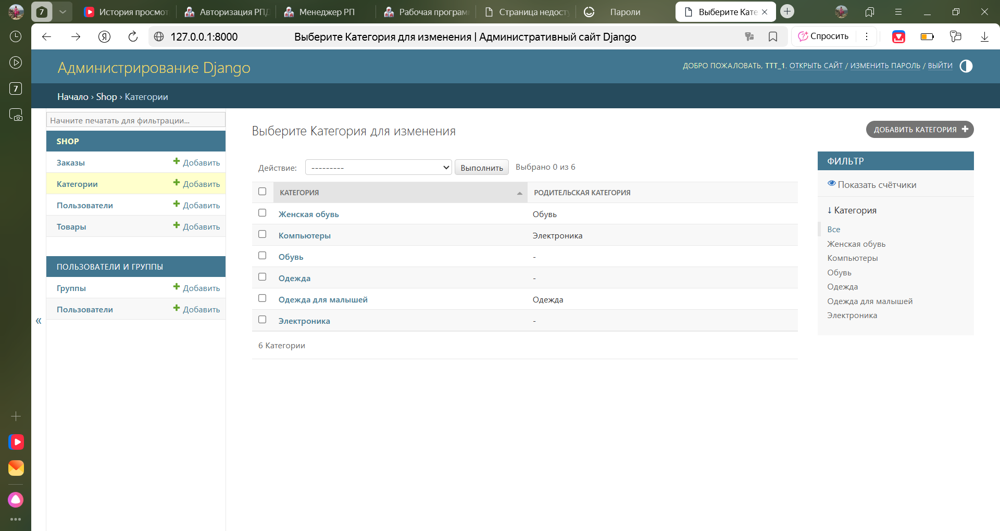 7
История просмот
Авторизация РПД
Менеджер РП
Рабочая програм
Страница недосту
Пароли
Выберите Кате
127.0.0.1:8000
Выберите Категория для изменения | Административный сайт Django
Спросить
7
Администрирование Django
ДОБРО ПОЖАЛОВАТЬ, TTT_1. ОТКРЫТЬ САЙТ / ИЗМЕНИТЬ ПАРОЛЬ / ВЫЙТИ
Начало › Shop › Категории
Начните печатать для фильтрации...
SHOP
Заказы Добавить
Категории Добавить
Пользователи Добавить
Товары Добавить
ПОЛЬЗОВАТЕЛИ И ГРУППЫ
Группы Добавить
Пользователи Добавить
«
Выберите Категория для изменения
ДОБАВИТЬ КАТЕГОРИЯ
Действие: --------- Выполнить Выбрано 0 из 6
КАТЕГОРИЯ РОДИТЕЛЬСКАЯ КАТЕГОРИЯ
Женская обувь Обувь
Компьютеры Электроника
Обувь -
Одежда -
Одежда для малышей Одежда
Электроника -
6 Категории
ФИЛЬТР
Показать счётчики
↓ Категория
Все
Женская обувь
Компьютеры
Обувь
Одежда
Одежда для малышей
Электроника